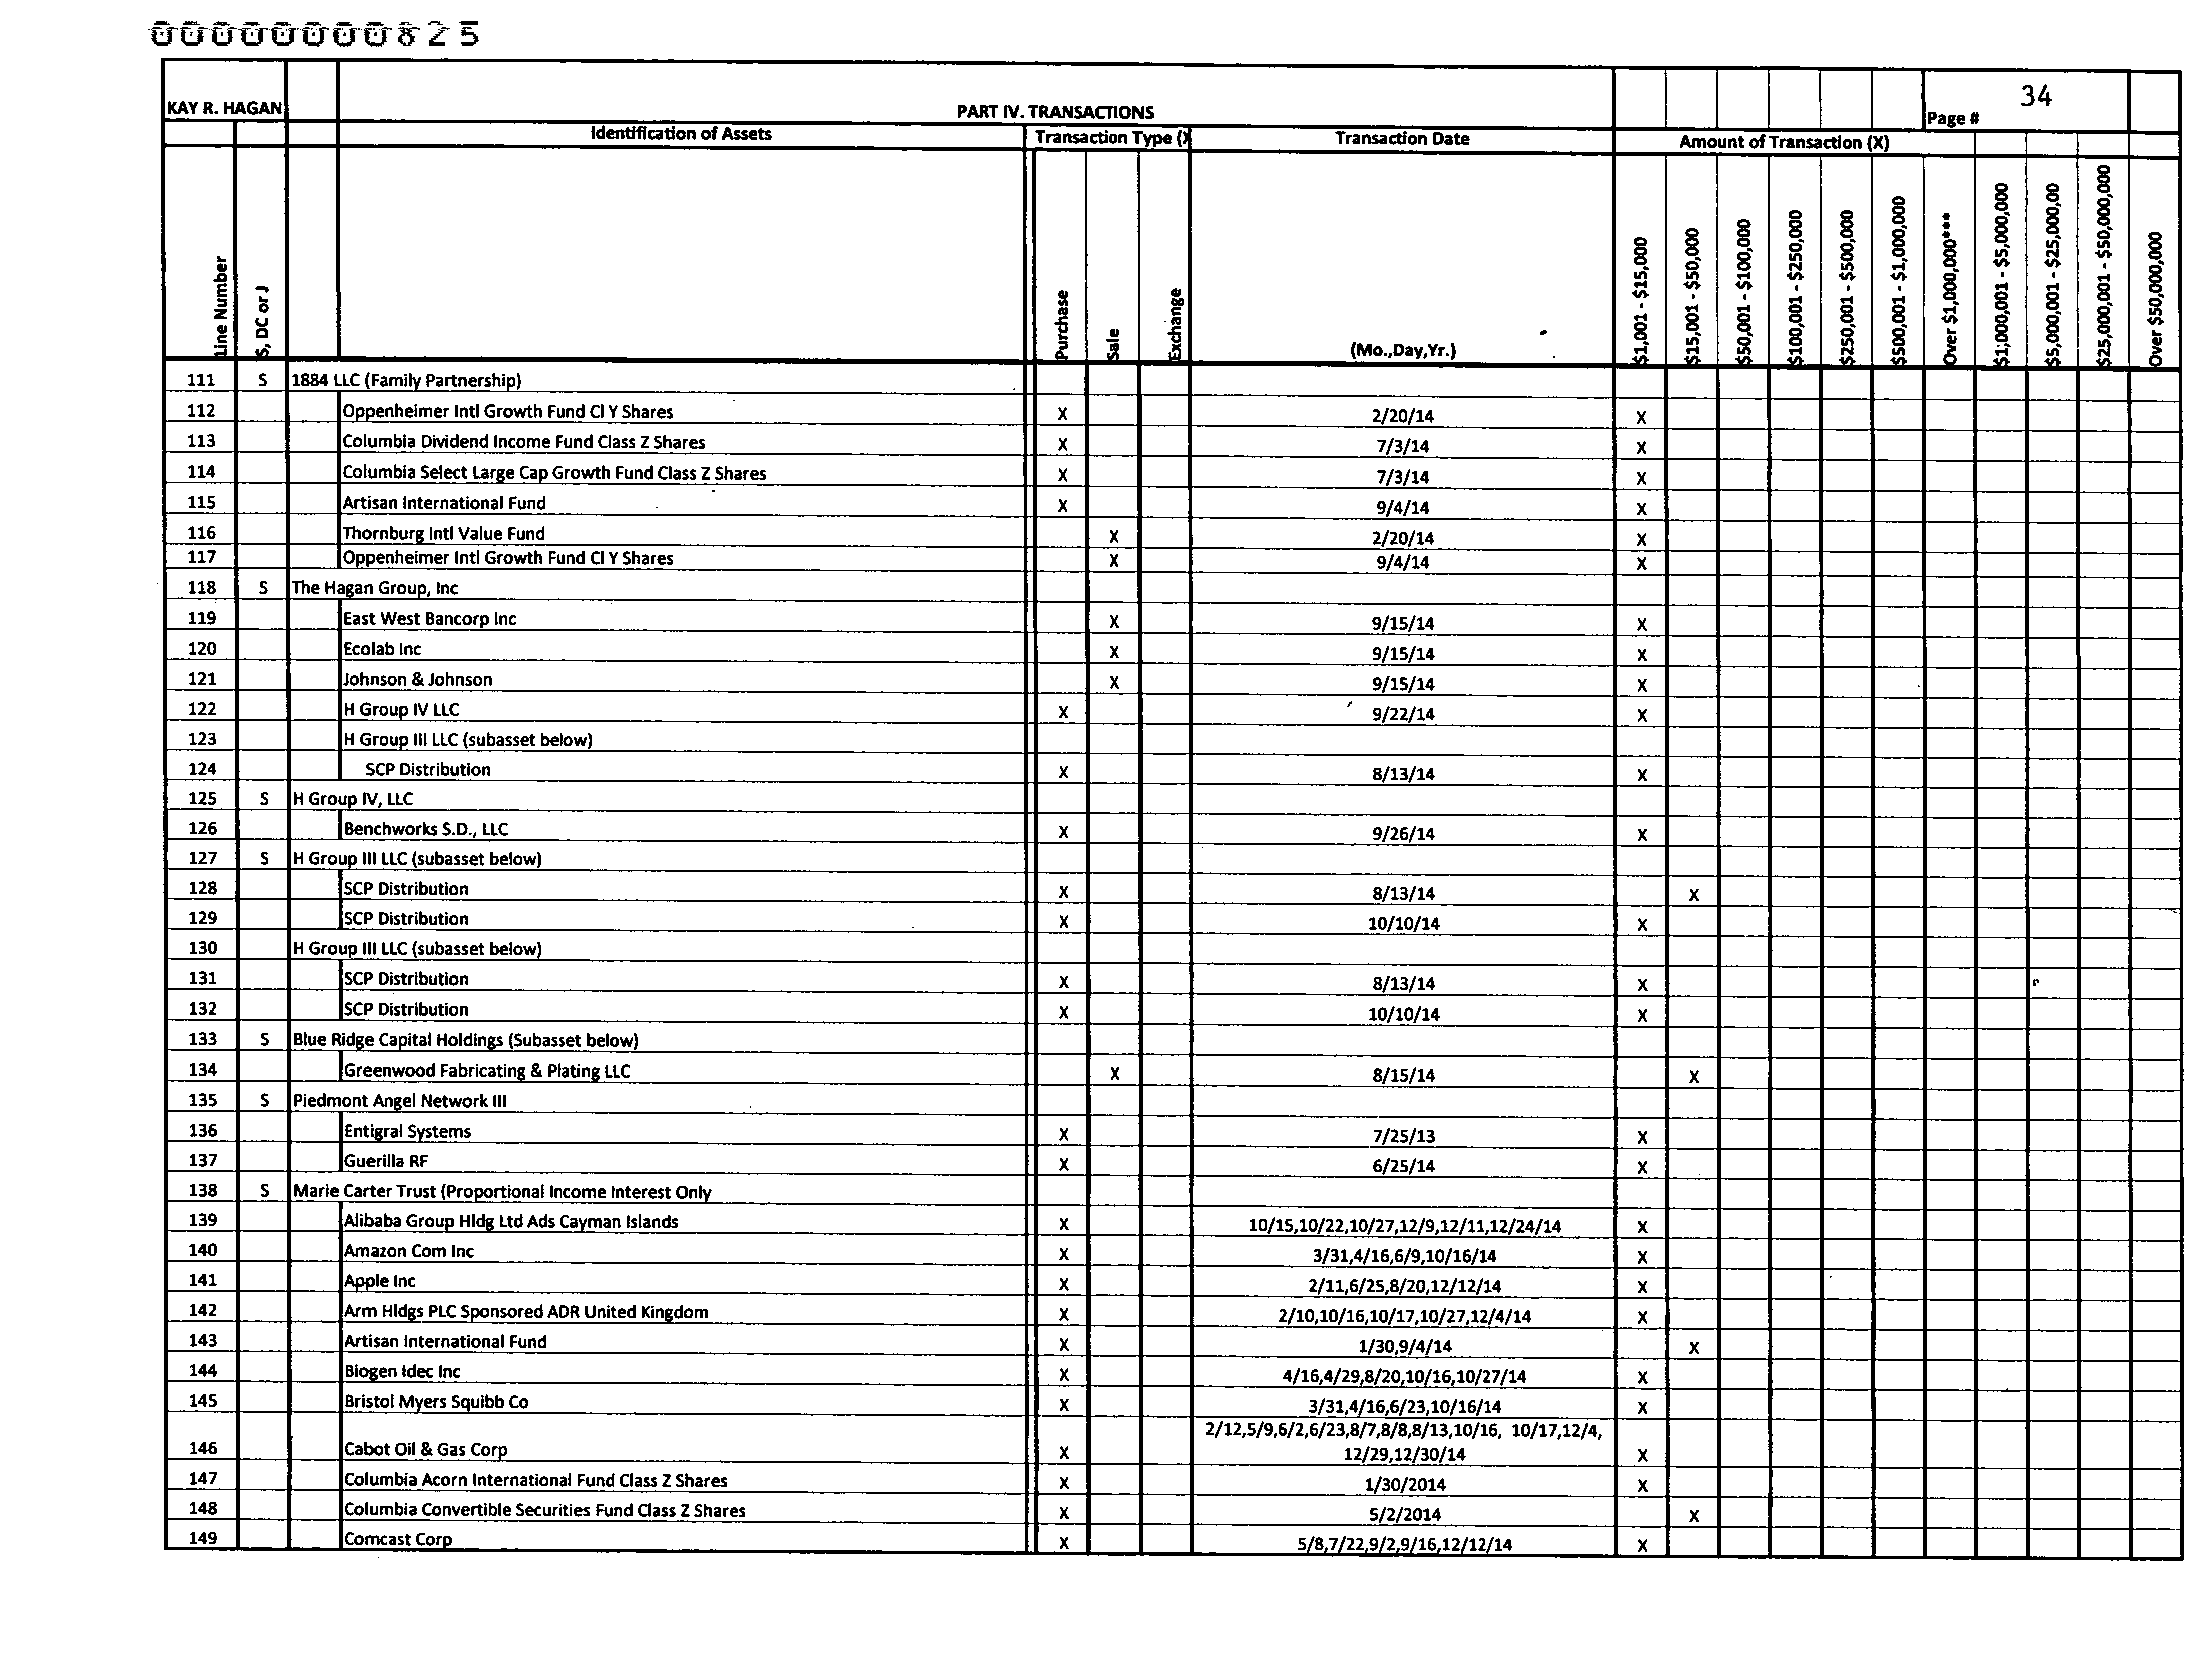 00000000825
KAY R. HAGAN PART IV. TRANSACTIONS Page # 34
Identification of Assets Transaction Type (X Transaction Date Amount of Transaction (X)
Line Number S, DC or J Purchase Sale Exchange (Mo.,Day,Yr.) $1,001 - $15,000 $15,001 - $50,000 $50,001 - $100,000 $100,001 - $250,000 $250,001 - $500,000 $500,001 - $1,000,000 Over $1,000,000*** $1,000,001 - $5,000,000 $5,000,001 - $25,000,00 $25,000,001 - $50,000,000 Over $50,000,000
111 S 1884 LLC (Family Partnership)
112 Oppenheimer Intl Growth Fund Cl Y Shares X 2/20/14 X
113 Columbia Dividend Income Fund Class Z Shares X 7/3/14 X
114 Columbia Select Large Cap Growth Fund Class Z Shares X 7/3/14 X
115 Artisan International Fund X 9/4/14 X
116 Thornburg Intl Value Fund X 2/20/14 X
117 Oppenheimer Intl Growth Fund Cl Y Shares X 9/4/14 X
118 S The Hagan Group, Inc
119 East West Bancorp Inc X 9/15/14 X
120 Ecolab Inc X 9/15/14 X
121 Johnson & Johnson X 9/15/14 X
122 H Group IV LLC X 9/22/14 X
123 H Group III LLC (subasset below)
124 SCP Distribution X 8/13/14 X
125 S H Group IV, LLC
126 Benchworks S.D., LLC X 9/26/14 X
127 S H Group III LLC (subasset below)
128 SCP Distribution X 8/13/14 X
129 SCP Distribution X 10/10/14 X
130 H Group III LLC (subasset below)
131 SCP Distribution X 8/13/14 X
132 SCP Distribution X 10/10/14 X
133 S Blue Ridge Capital Holdings (Subasset below)
134 Greenwood Fabricating & Plating LLC X 8/15/14 X
135 S Piedmont Angel Network III
136 Entigral Systems X 7/25/13 X
137 Guerilla RF X 6/25/14 X
138 S Marie Carter Trust (Proportional Income Interest Only
139 Alibaba Group Hldg Ltd Ads Cayman Islands X 10/15,10/22,10/27,12/9,12/11,12/24/14 X
140 Amazon Com Inc X 3/31,4/16,6/9,10/16/14 X
141 Apple Inc X 2/11,6/25,8/20,12/12/14 X
142 Arm Hldgs PLC Sponsored ADR United Kingdom X 2/10,10/16,10/17,10/27,12/4/14 X
143 Artisan International Fund X 1/30,9/4/14 X
144 Biogen Idec Inc X 4/16,4/29,8/20,10/16,10/27/14 X
145 Bristol Myers Squibb Co X 3/31,4/16,6/23,10/16/14 X
2/12,5/9,6/2,6/23,8/7,8/8,8/13,10/16, 10/17,12/4,
146 Cabot Oil & Gas Corp X 12/29,12/30/14 X
147 Columbia Acorn International Fund Class Z Shares X 1/30/2014 X
148 Columbia Convertible Securities Fund Class Z Shares X 5/2/2014 X
149 Comcast Corp X 5/8,7/22,9/2,9/16,12/12/14 X